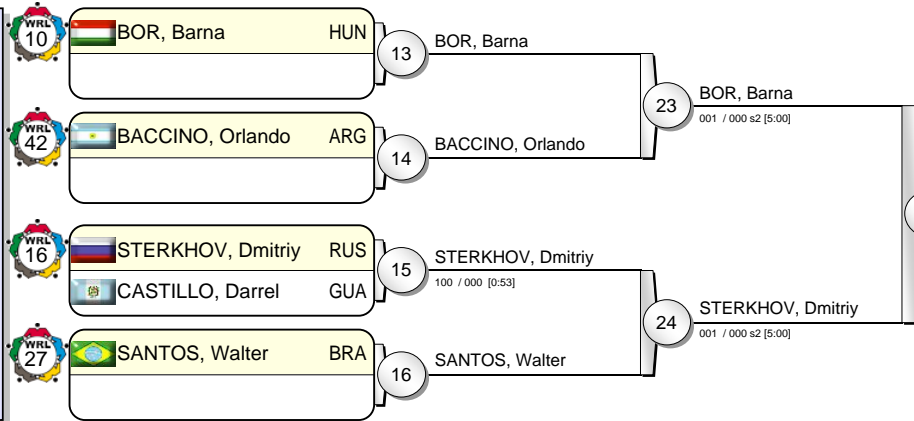 WRL
10
BOR, Barna HUN
13
BOR, Barna
WRL
42
BACCINO, Orlando ARG
14
BACCINO, Orlando
23
BOR, Barna
001 / 000 s2 [5:00]
WRL
16
STERKHOV, Dmitriy RUS
CASTILLO, Darrel GUA
15
STERKHOV, Dmitriy
100 / 000 [0:53]
WRL
27
SANTOS, Walter BRA
16
SANTOS, Walter
24
STERKHOV, Dmitriy
001 / 000 s2 [5:00]